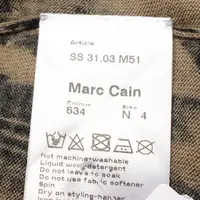 Article
SS 31.03 M51
Marc Cain
Colour Size
634 N 4
Not machine-washable
Liquid wool detergent
Do not leave to soak
Do not use fabric softener
Spin
Dry on styling-hanger